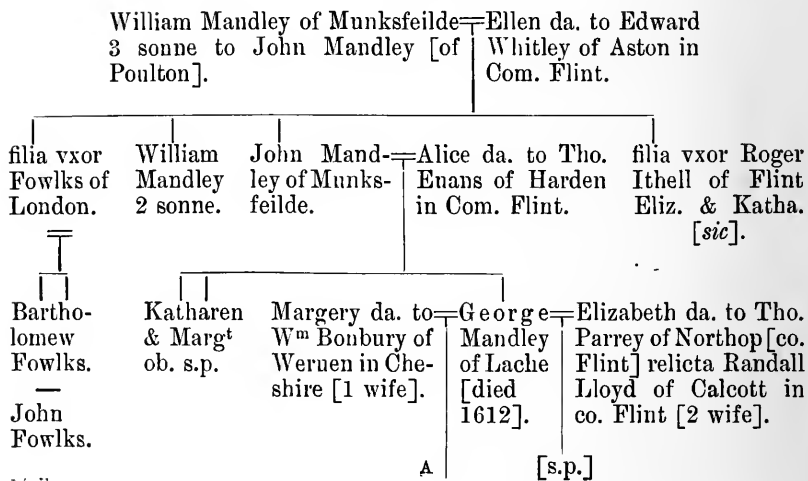 William Mandley of Munksfeilde
3 sonne to John Mandley [of
Poulton].
Ellen da. to Edward
Whitley of Aston in
Com. Flint.
filia vxor
Fowlks of
London.
William
Mandley
2 sonne.
John Mand-
ley of Munks-
feilde.
Alice da. to Tho.
Euans of Harden
in Com. Flint.
filia vxor Roger
Ithell of Flint
Eliz. & Katha.
[sic].
Bartho-
lomew
Fowlks.
—
John
Fowlks.
Katharen
& Margᵗ
ob. s.p.
Margery da. to
Wᵐ Bonbury of
Wernen in Che-
shire [1 wife].
George
Mandley
of Lache
[died
1612].
Elizabeth da. to Tho.
Parrey of Northop [co.
Flint] relicta Randall
Lloyd of Calcott in
co. Flint [2 wife].
A
[s.p.]